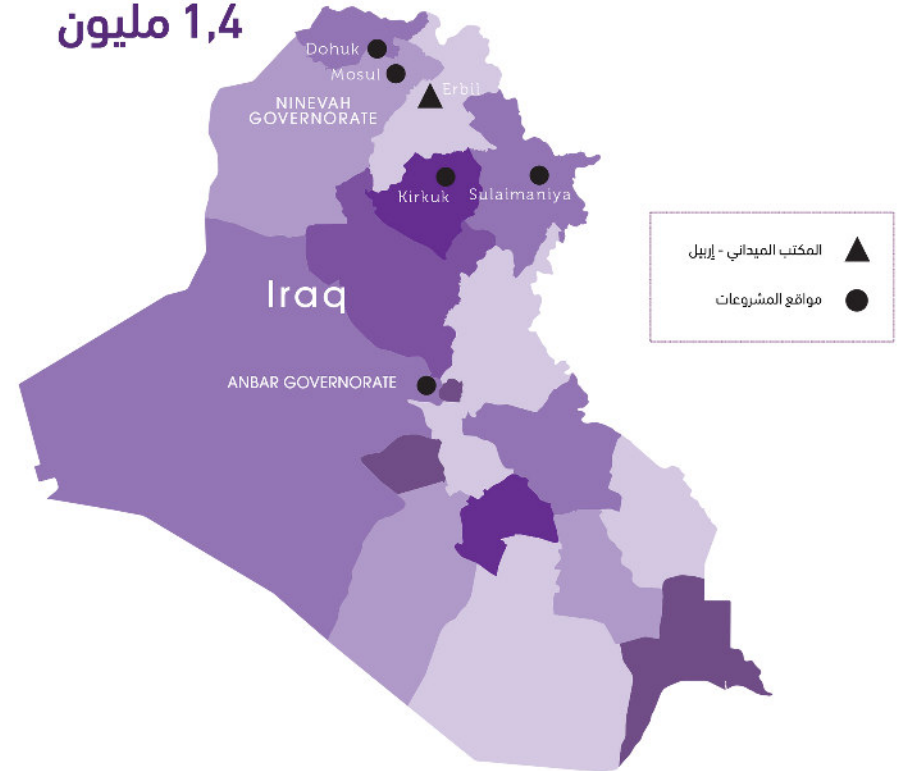 1,4 مليون
Dohuk
Mosul
Erbil
NINEVAH
GOVERNORATE
Kirkuk
Sulaimaniya
المكتب الميداني - إربيل
مواقع المشروعات
Iraq
ANBAR GOVERNORATE